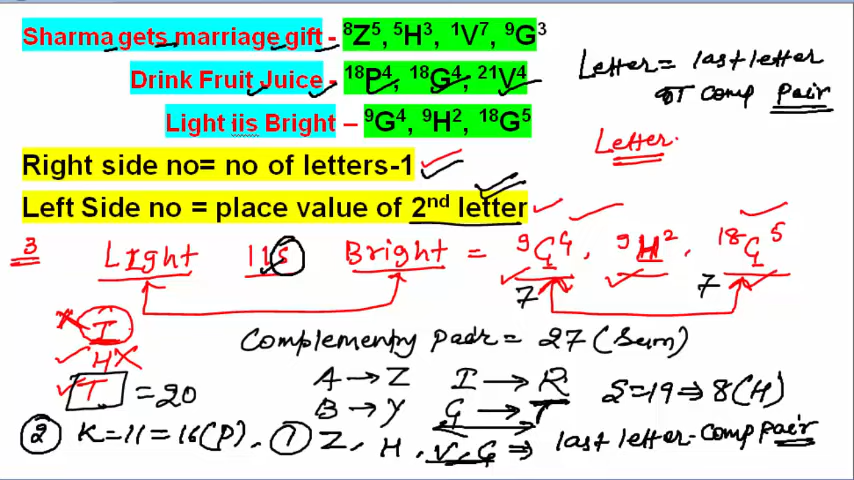 Sharma gets marriage gift - ⁸Z⁵, ⁵H³, ¹V⁷, ⁹G³
Letter = last letter
of comp Pair
Drink Fruit Juice - ¹⁸P⁴, ¹⁸G⁴, ²¹V⁴
Light iis Bright – ⁹G⁴, ⁹H², ¹⁸G⁵
Letter.
Right side no= no of letters-1
Left Side no = place value of 2nd letter
3 Light iis Bright = ⁹G⁴, ⁹H², ¹⁸G⁵
7 7
I
H
T = 20
Complementry pair = 27 (Sum)
A → Z I → R S=19 ⇒ 8(H)
B → Y G → T
② K=11=16(P), ① Z, H, V, G ⇒ last letter-comp pair